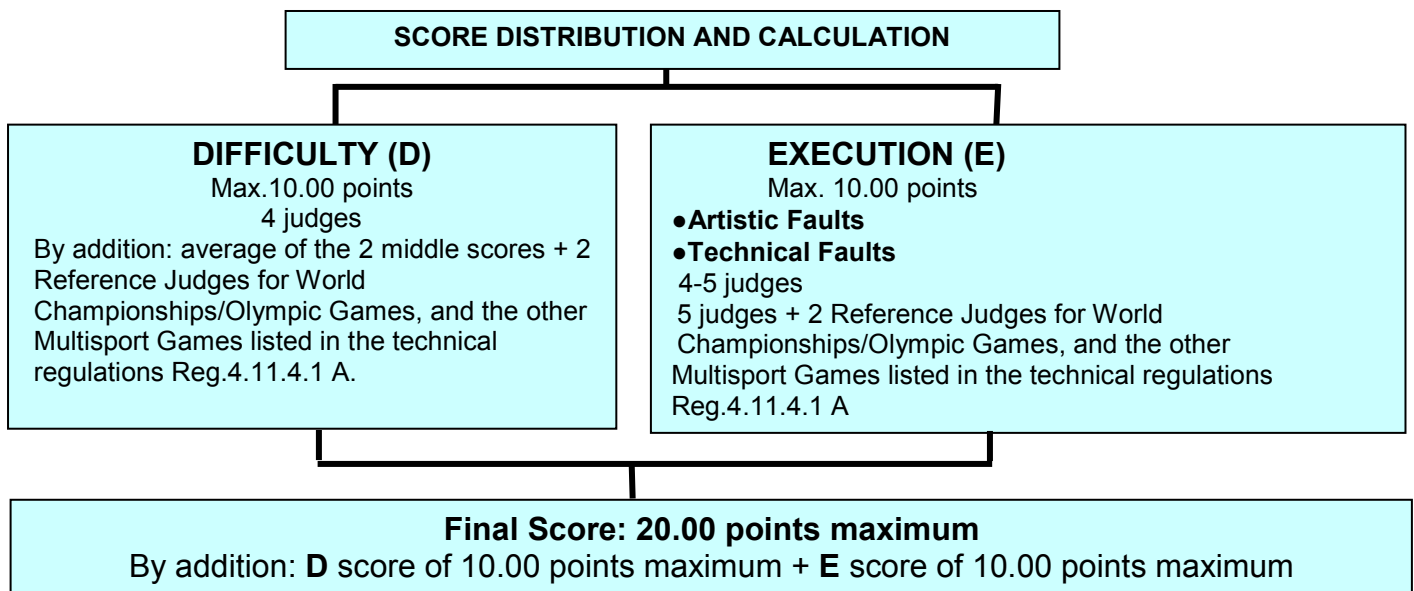 SCORE DISTRIBUTION AND CALCULATION
DIFFICULTY (D)
Max.10.00 points
4 judges
By addition: average of the 2 middle scores + 2
Reference Judges for World
Championships/Olympic Games, and the other
Multisport Games listed in the technical
regulations Reg.4.11.4.1 A.
EXECUTION (E)
Max. 10.00 points
●Artistic Faults
●Technical Faults
4-5 judges
5 judges + 2 Reference Judges for World
Championships/Olympic Games, and the other
Multisport Games listed in the technical regulations
Reg.4.11.4.1 A
Final Score: 20.00 points maximum
By addition: D score of 10.00 points maximum + E score of 10.00 points maximum